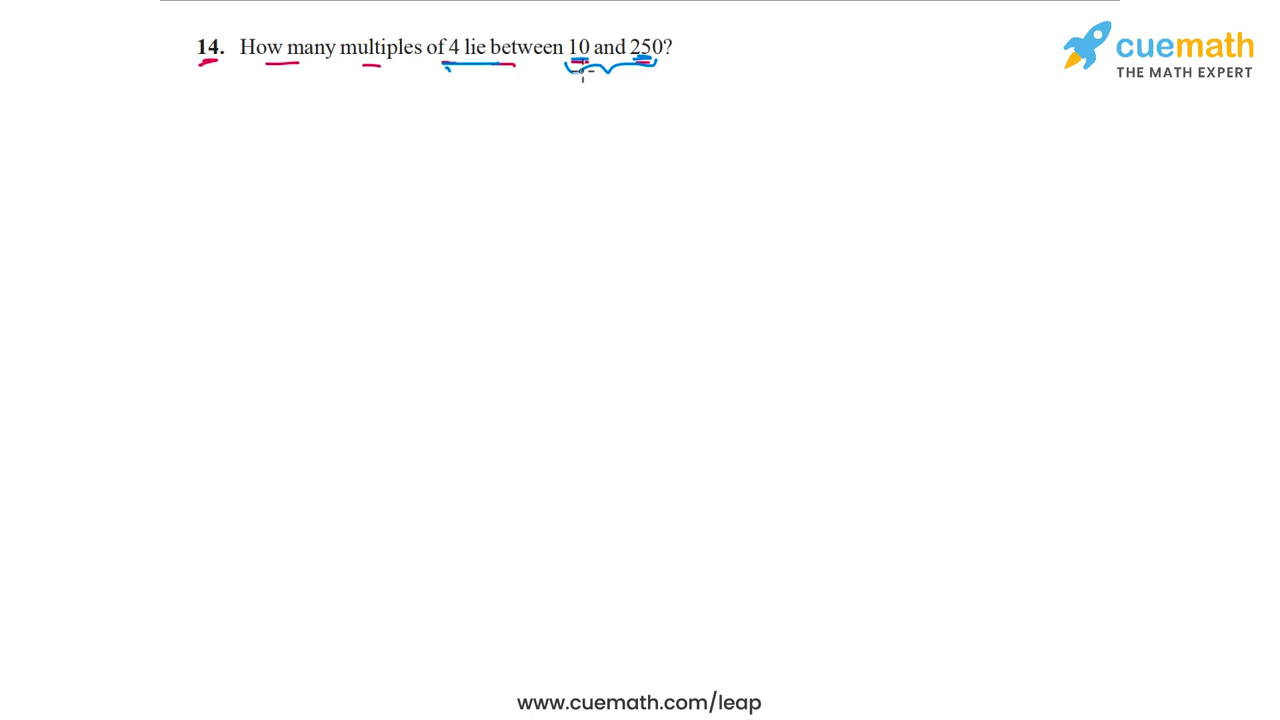 14. How many multiples of 4 lie between 10 and 250?
cuemath
THE MATH EXPERT
www.cuemath.com/leap